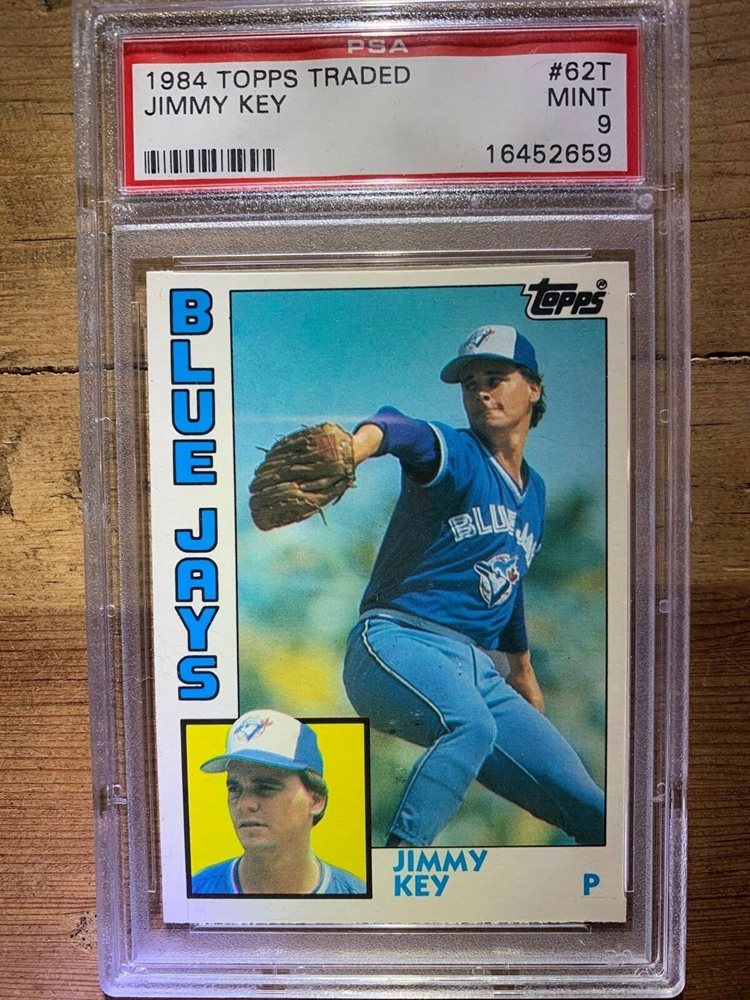 PSA
1984 TOPPS TRADED #62T
JIMMY KEY MINT
9
16452659
TOPPS®
BLUE JAYS
BLUE JAYS
JIMMY
KEY P